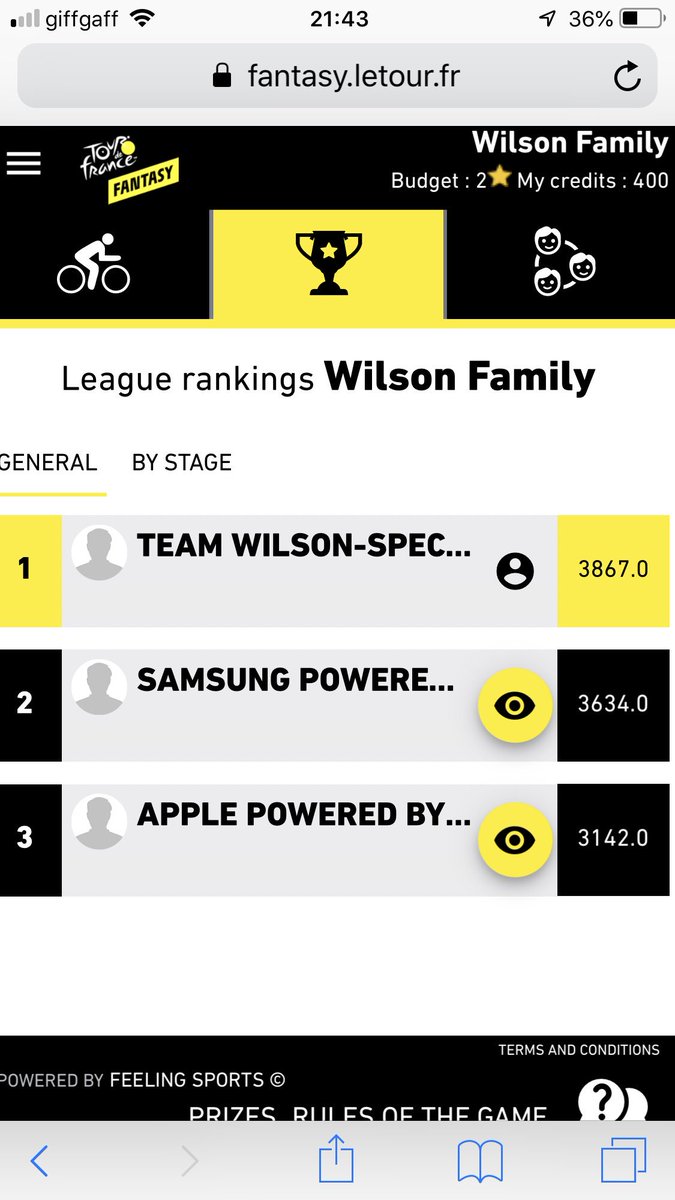 giffgaff 21:43 36%
fantasy.letour.fr
Wilson Family
Tour de france FANTASY
Budget : 2 My credits : 400
League rankings Wilson Family
GENERAL BY STAGE
1 TEAM WILSON-SPEC... 3867.0
2 SAMSUNG POWERE... 3634.0
3 APPLE POWERED BY... 3142.0
TERMS AND CONDITIONS
POWERED BY FEELING SPORTS ©
PRIZES RULES OF THE GAME
?